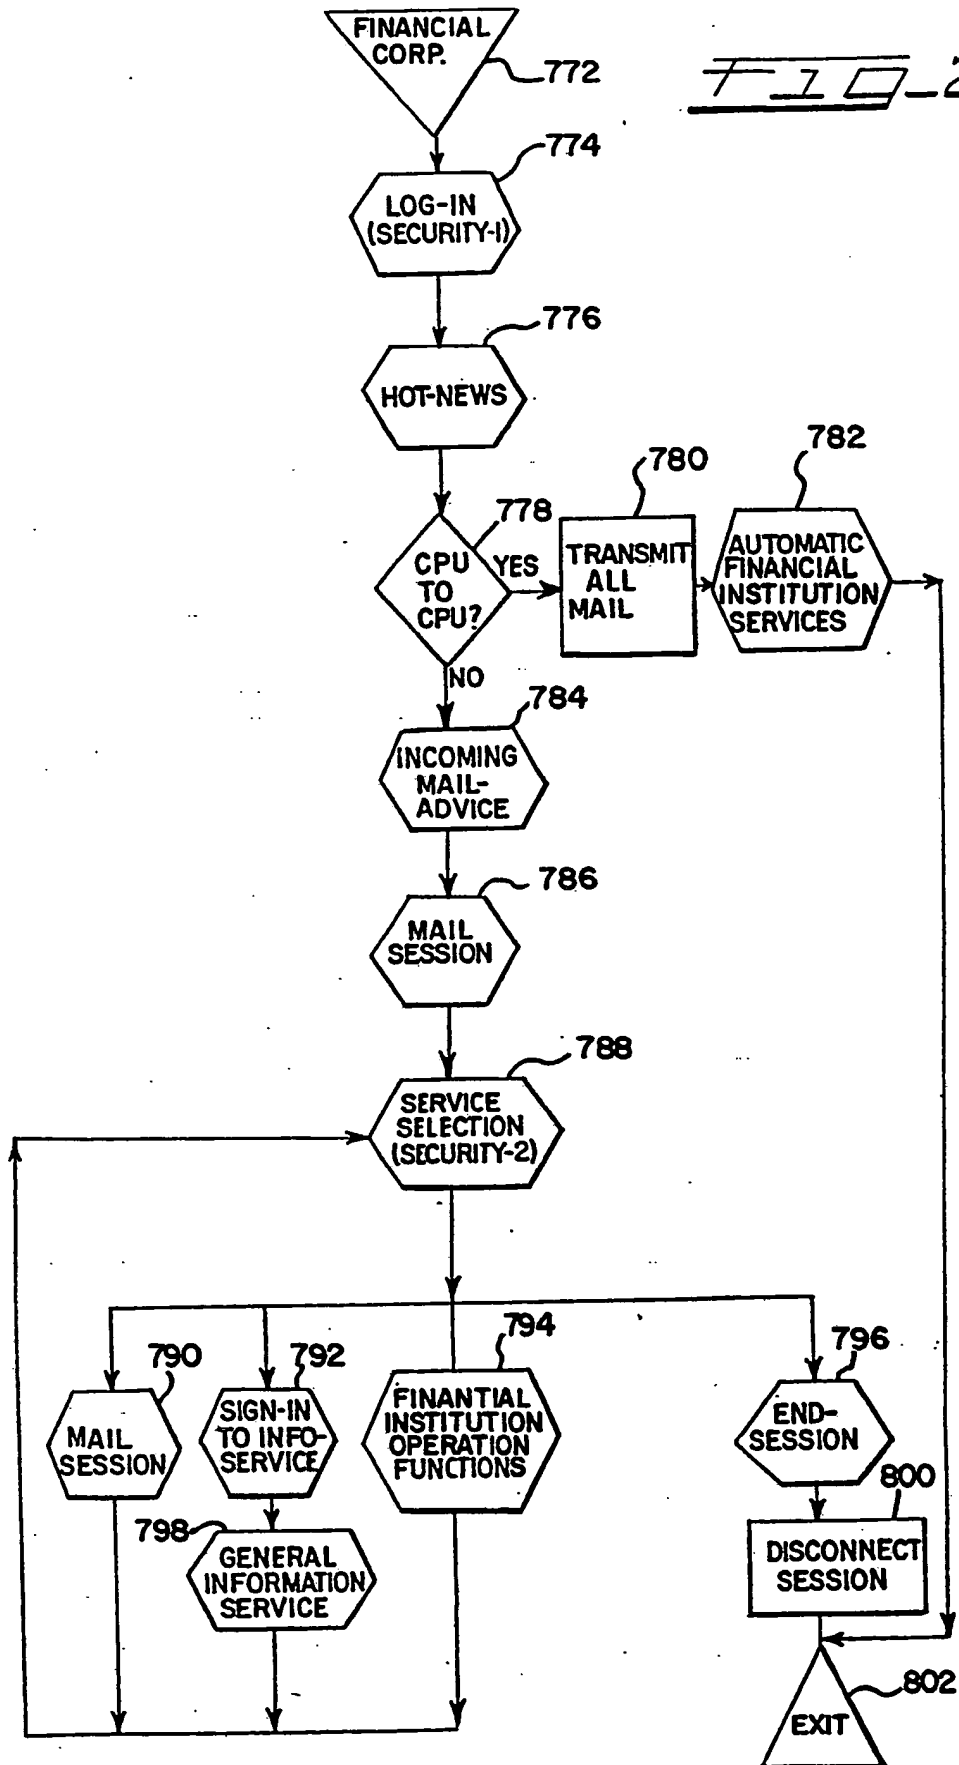 FINANCIAL
CORP.
772
FIG_2
774
LOG-IN
(SECURITY-1)
776
HOT-NEWS
778
CPU
TO
CPU?
YES
NO
780
TRANSMIT
ALL
MAIL
782
AUTOMATIC
FINANCIAL
INSTITUTION
SERVICES
784
INCOMING
MAIL-
ADVICE
786
MAIL
SESSION
788
SERVICE
SELECTION
(SECURITY-2)
790
MAIL
SESSION
792
SIGN-IN
TO INFO-
SERVICE
794
FINANTIAL
INSTITUTION
OPERATION
FUNCTIONS
796
END-
SESSION
798
GENERAL
INFORMATION
SERVICE
800
DISCONNECT
SESSION
802
EXIT